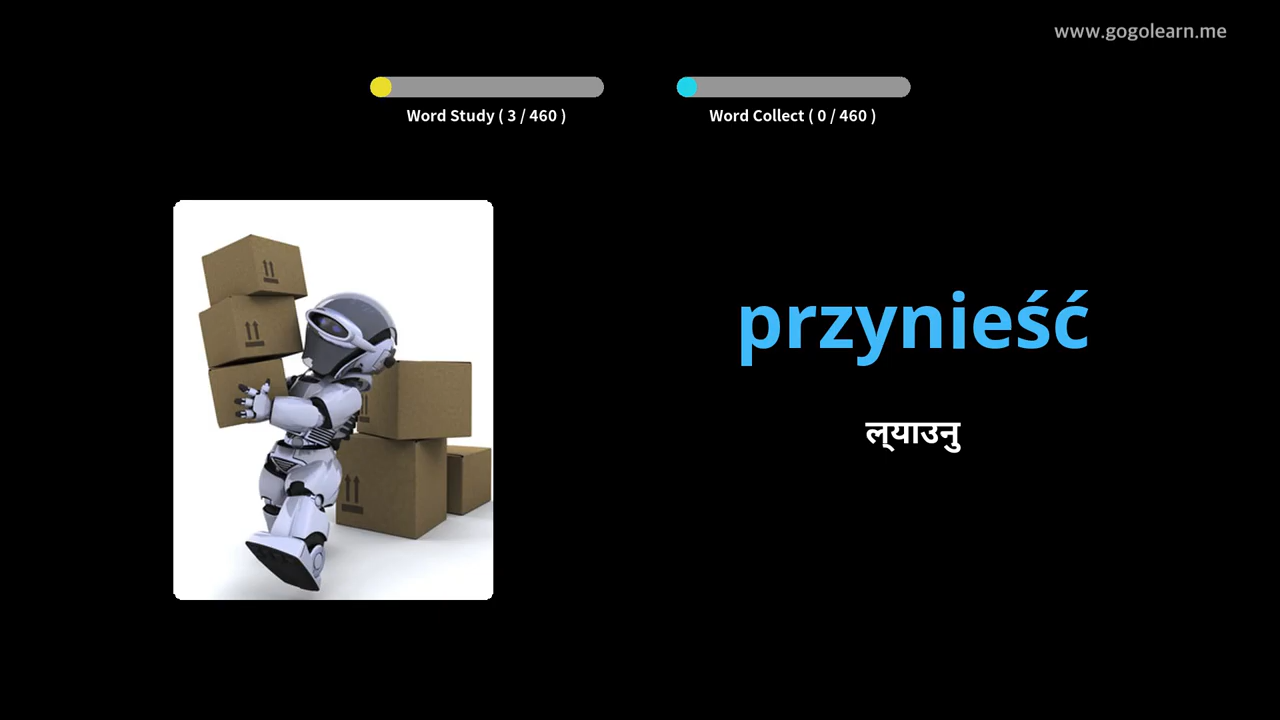 www.gogolearn.me
Word Study ( 3 / 460 )
Word Collect ( 0 / 460 )
przynieść
ल्याउनु